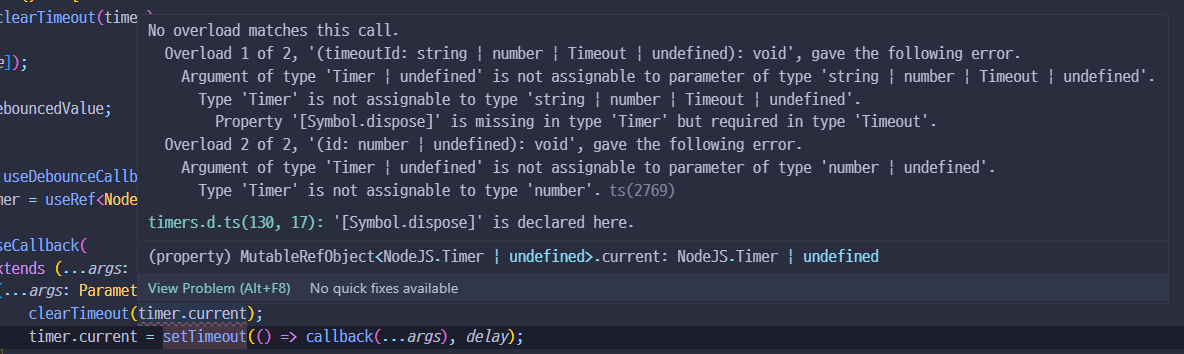 clearTimeout(timer)
No overload matches this call.
Overload 1 of 2, '(timeoutId: string | number | Timeout | undefined): void', gave the following error.
Argument of type 'Timer | undefined' is not assignable to parameter of type 'string | number | Timeout | undefined'.
Type 'Timer' is not assignable to type 'string | number | Timeout | undefined'.
Property '[Symbol.dispose]' is missing in type 'Timer' but required in type 'Timeout'.
Overload 2 of 2, '(id: number | undefined): void', gave the following error.
Argument of type 'Timer | undefined' is not assignable to parameter of type 'number | undefined'.
Type 'Timer' is not assignable to type 'number'. ts(2769)
timers.d.ts(130, 17): '[Symbol.dispose]' is declared here.
(property) MutableRefObject<NodeJS.Timer | undefined>.current: NodeJS.Timer | undefined
View Problem (Alt+F8) No quick fixes available
e]);
ebouncedValue;
useDebounceCallb
mer = useRef<Node
seCallback(
xtends (...args:
(...args: Paramet
clearTimeout(timer.current);
timer.current = setTimeout(() => callback(...args), delay);